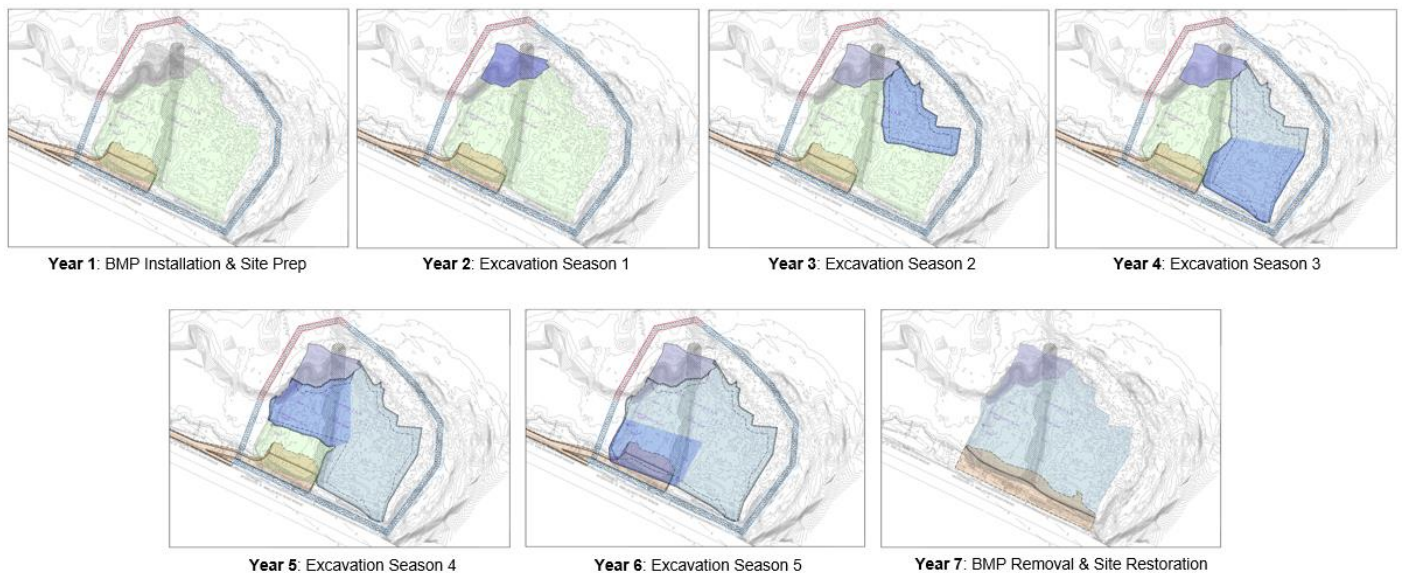 Year 1: BMP Installation & Site Prep
Year 2: Excavation Season 1
Year 3: Excavation Season 2
Year 4: Excavation Season 3
Year 5: Excavation Season 4
Year 6: Excavation Season 5
Year 7: BMP Removal & Site Restoration